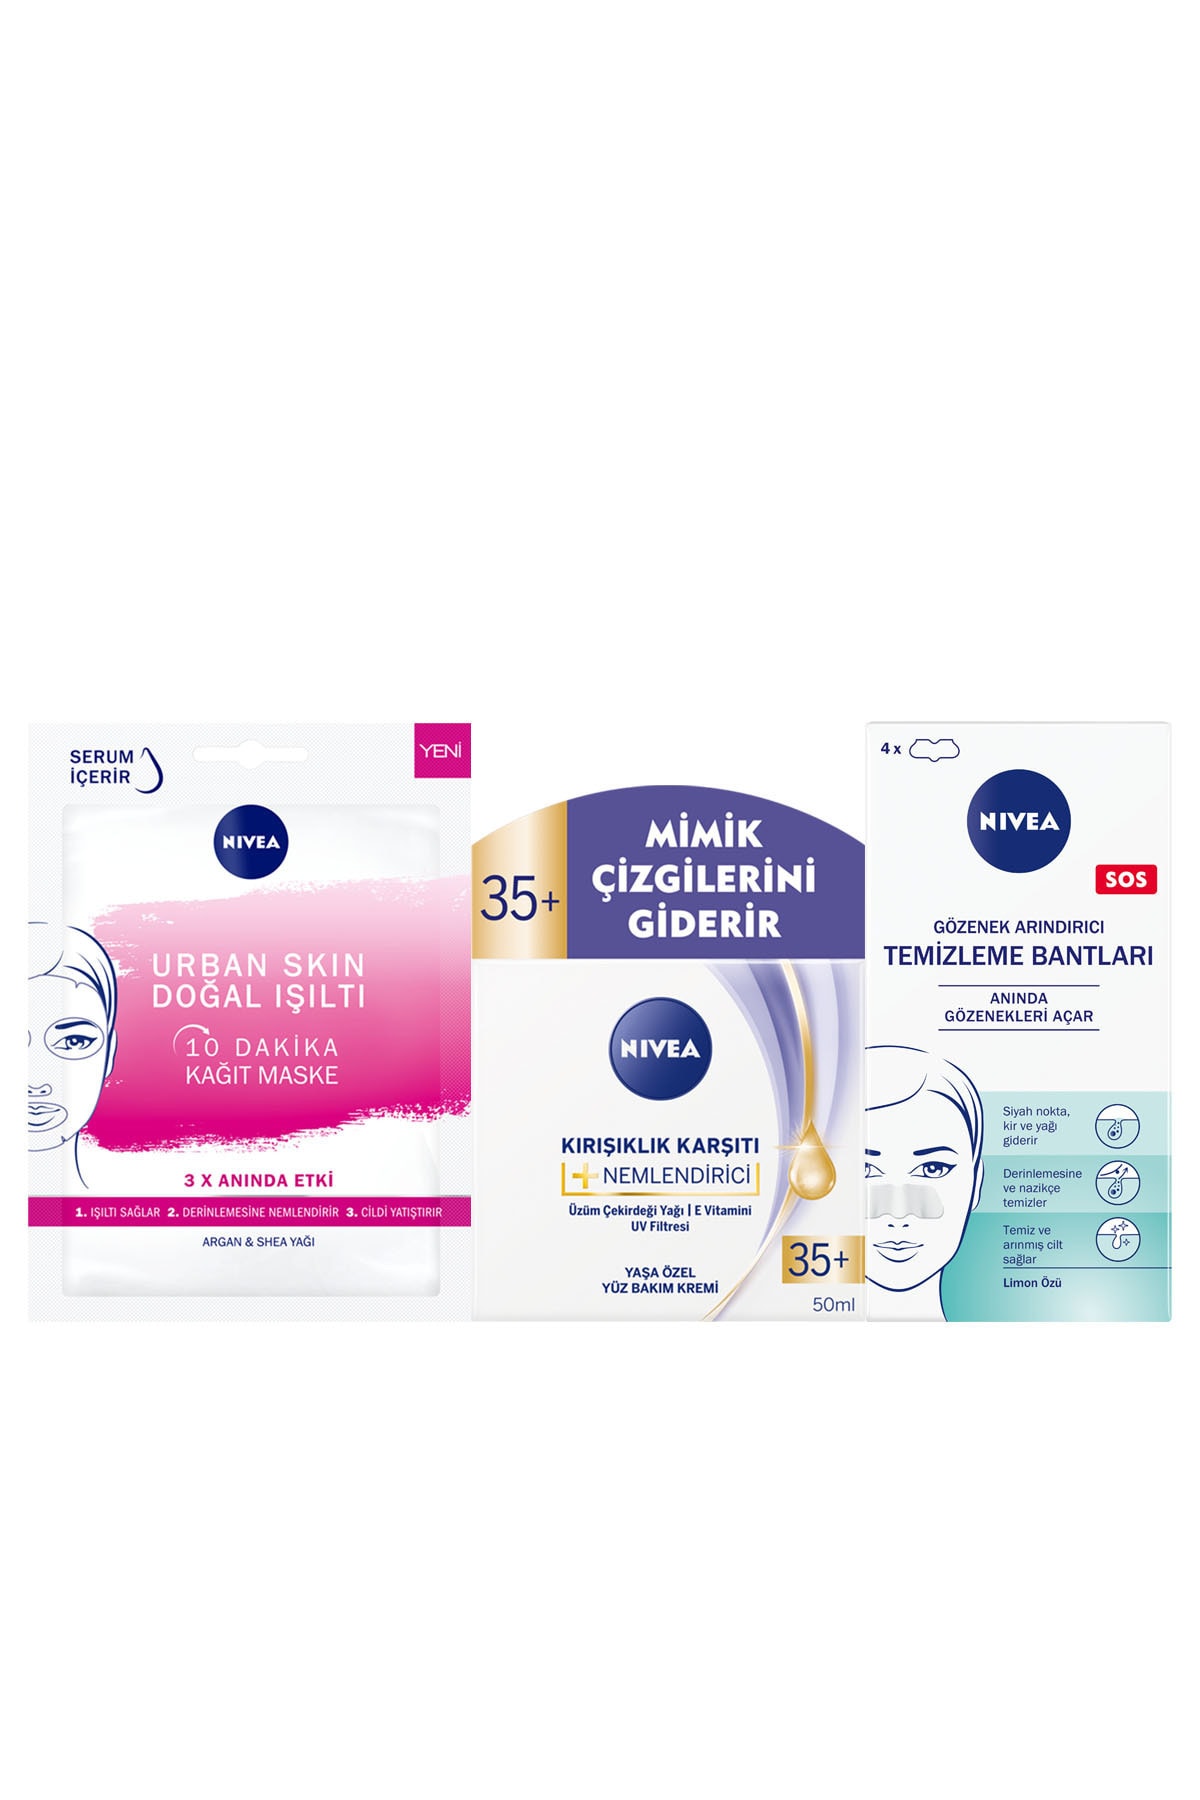 SERUM
İÇERİR
YENİ
NIVEA
URBAN SKIN
DOĞAL IŞILTI
10 DAKİKA
KAĞIT MASKE
3 X ANINDA ETKİ
1. IŞILTI SAĞLAR 2. DERİNLEMESİNE NEMLENDİRİR 3. CİLDİ YATIŞTIRIR
ARGAN & SHEA YAĞI
35+
MİMİK
ÇİZGİLERİNİ
GİDERİR
NIVEA
KIRIŞIKLIK KARŞITI
+ NEMLENDİRİCİ
Üzüm Çekirdeği Yağı | E Vitamini
UV Filtresi
YAŞA ÖZEL
YÜZ BAKIM KREMİ
35+
50ml
4 x
NIVEA
SOS
GÖZENEK ARINDIRICI
TEMİZLEME BANTLARI
ANINDA
GÖZENEKLERİ AÇAR
Siyah nokta,
kir ve yağı
giderir
Derinlemesine
ve nazikçe
temizler
Temiz ve
arınmış cilt
sağlar
Limon Özü